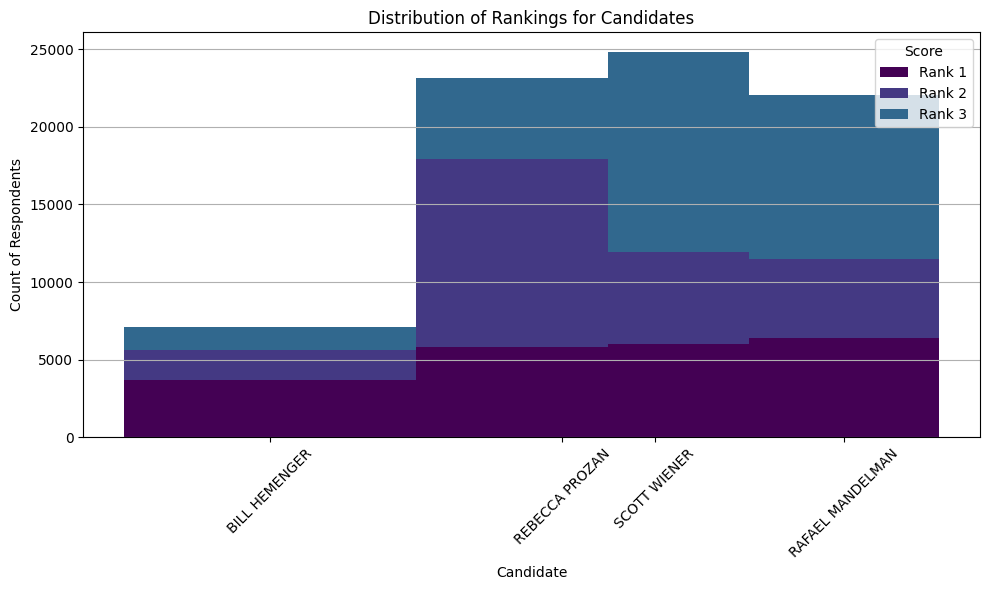 Distribution of Rankings for Candidates
Score
Rank 1
Rank 2
Rank 3
25000
20000
15000
10000
5000
0
Count of Respondents
BILL HEMENGER
REBECCA PROZAN
SCOTT WIENER
RAFAEL MANDELMAN
Candidate